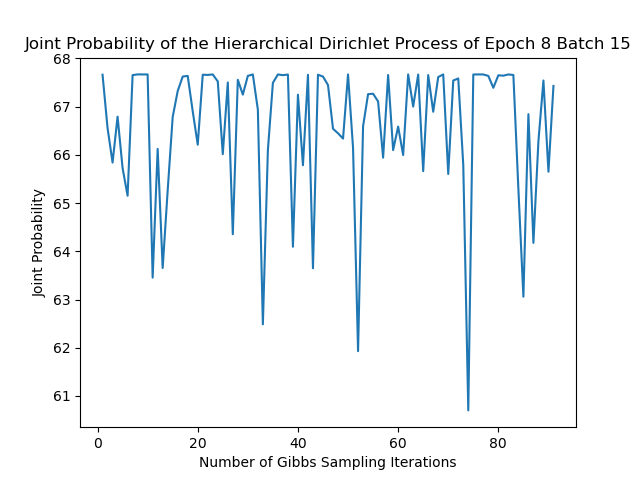 Joint Probability of the Hierarchical Dirichlet Process of Epoch 8 Batch 15
68
67
66
65
64
63
62
61
Joint Probability
0 20 40 60 80
Number of Gibbs Sampling Iterations